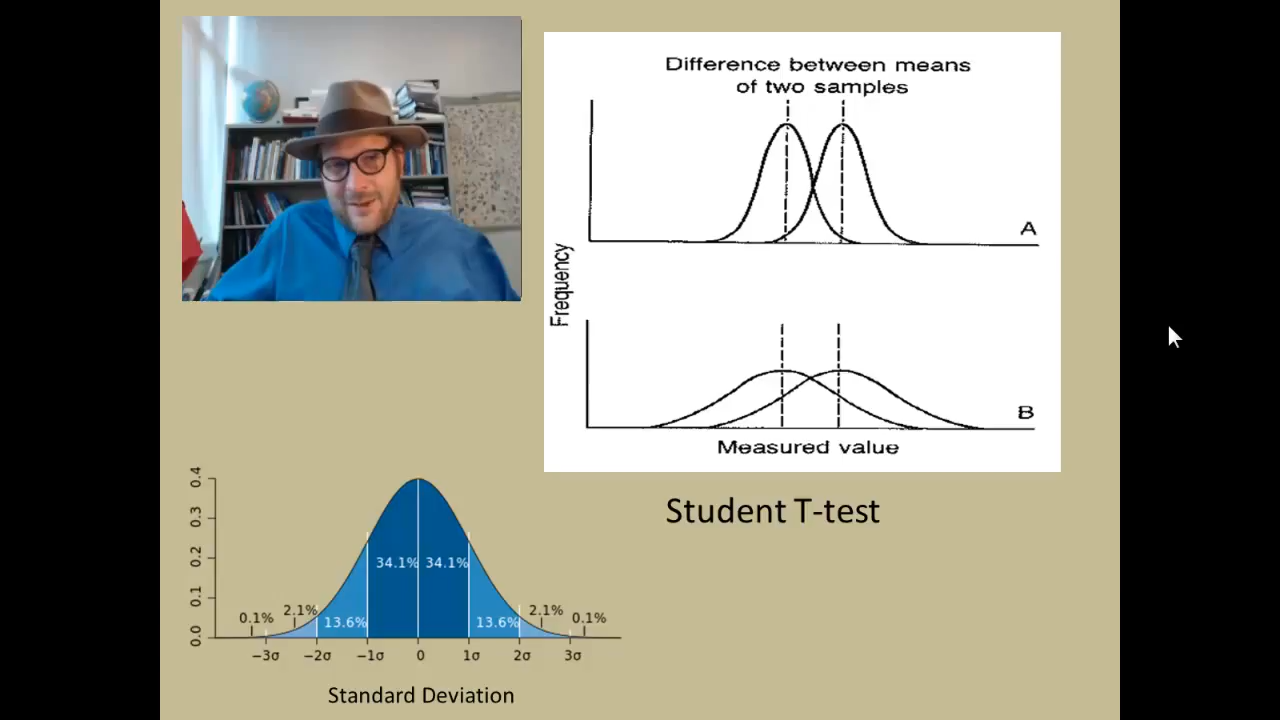 Difference between means
of two samples
A
Frequency
B
Measured value
Student T-test
0.4
0.3
0.2
0.1
0.0
34.1% 34.1%
0.1% 2.1% 13.6% 13.6% 2.1% 0.1%
−3σ −2σ −1σ 0 1σ 2σ 3σ
Standard Deviation